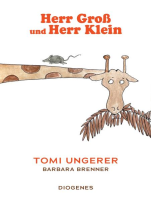 Herr Groß
und Herr Klein
TOMI UNGERER
BARBARA BRENNER
DIOGENES